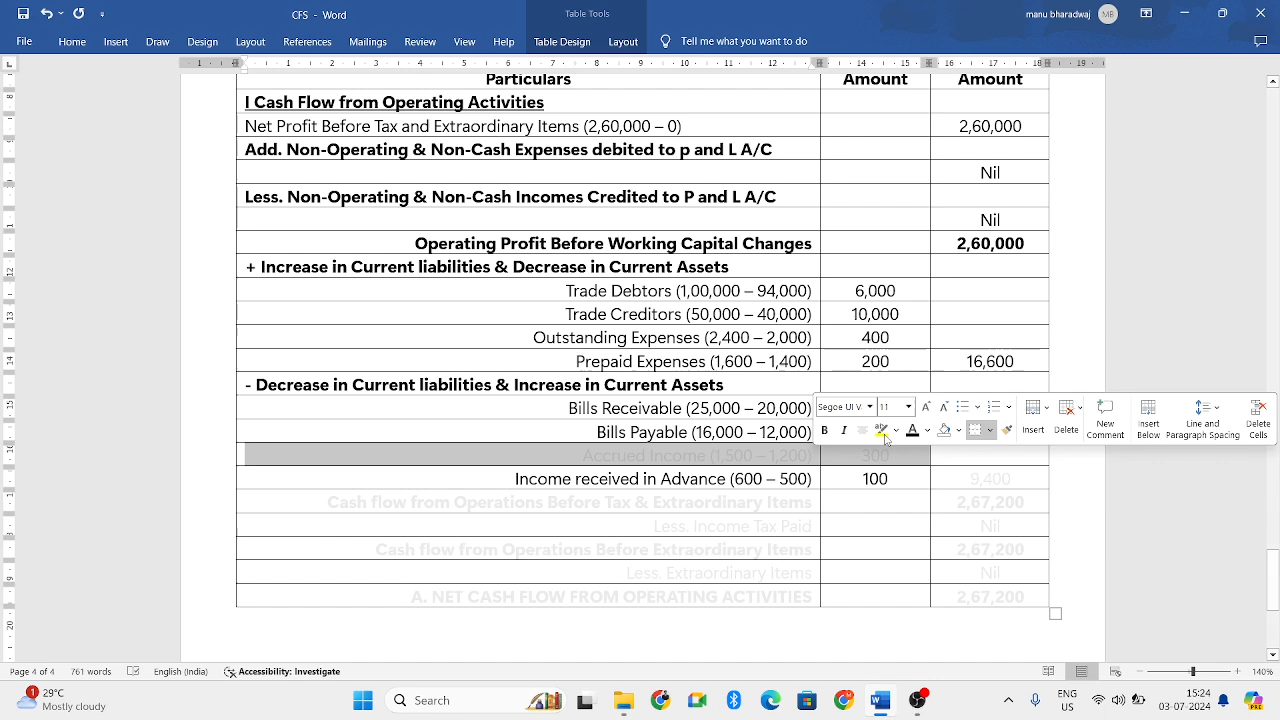 CFS - Word
Table Tools
manu bharadwaj
MB
File Home Insert Draw Design Layout References Mailings Review View Help Table Design Layout Tell me what you want to do
Particulars Amount Amount
I Cash Flow from Operating Activities
Net Profit Before Tax and Extraordinary Items (2,60,000 – 0) 2,60,000
Add. Non-Operating & Non-Cash Expenses debited to p and L A/C
Nil
Less. Non-Operating & Non-Cash Incomes Credited to P and L A/C
Nil
Operating Profit Before Working Capital Changes 2,60,000
+ Increase in Current liabilities & Decrease in Current Assets
Trade Debtors (1,00,000 – 94,000) 6,000
Trade Creditors (50,000 – 40,000) 10,000
Outstanding Expenses (2,400 – 2,000) 400
Prepaid Expenses (1,600 – 1,400) 200 16,600
- Decrease in Current liabilities & Increase in Current Assets
Bills Receivable (25,000 – 20,000)
Bills Payable (16,000 – 12,000)
Segoe UI V 11
B I A Insert Delete New Comment Insert Below Line and Paragraph Spacing Delete Cells
Accrued Income (1,500 – 1,200) 300
Income received in Advance (600 – 500) 100 9,400
Cash flow from Operations Before Tax & Extraordinary Items 2,67,200
Less. Income Tax Paid Nil
Cash flow from Operations Before Extraordinary Items 2,67,200
Less. Extraordinary Items Nil
A. NET CASH FLOW FROM OPERATING ACTIVITIES 2,67,200
Page 4 of 4 761 words English (India) Accessibility: Investigate 140%
1
29°C
Mostly cloudy
Search
ENG
US
15:24
03-07-2024